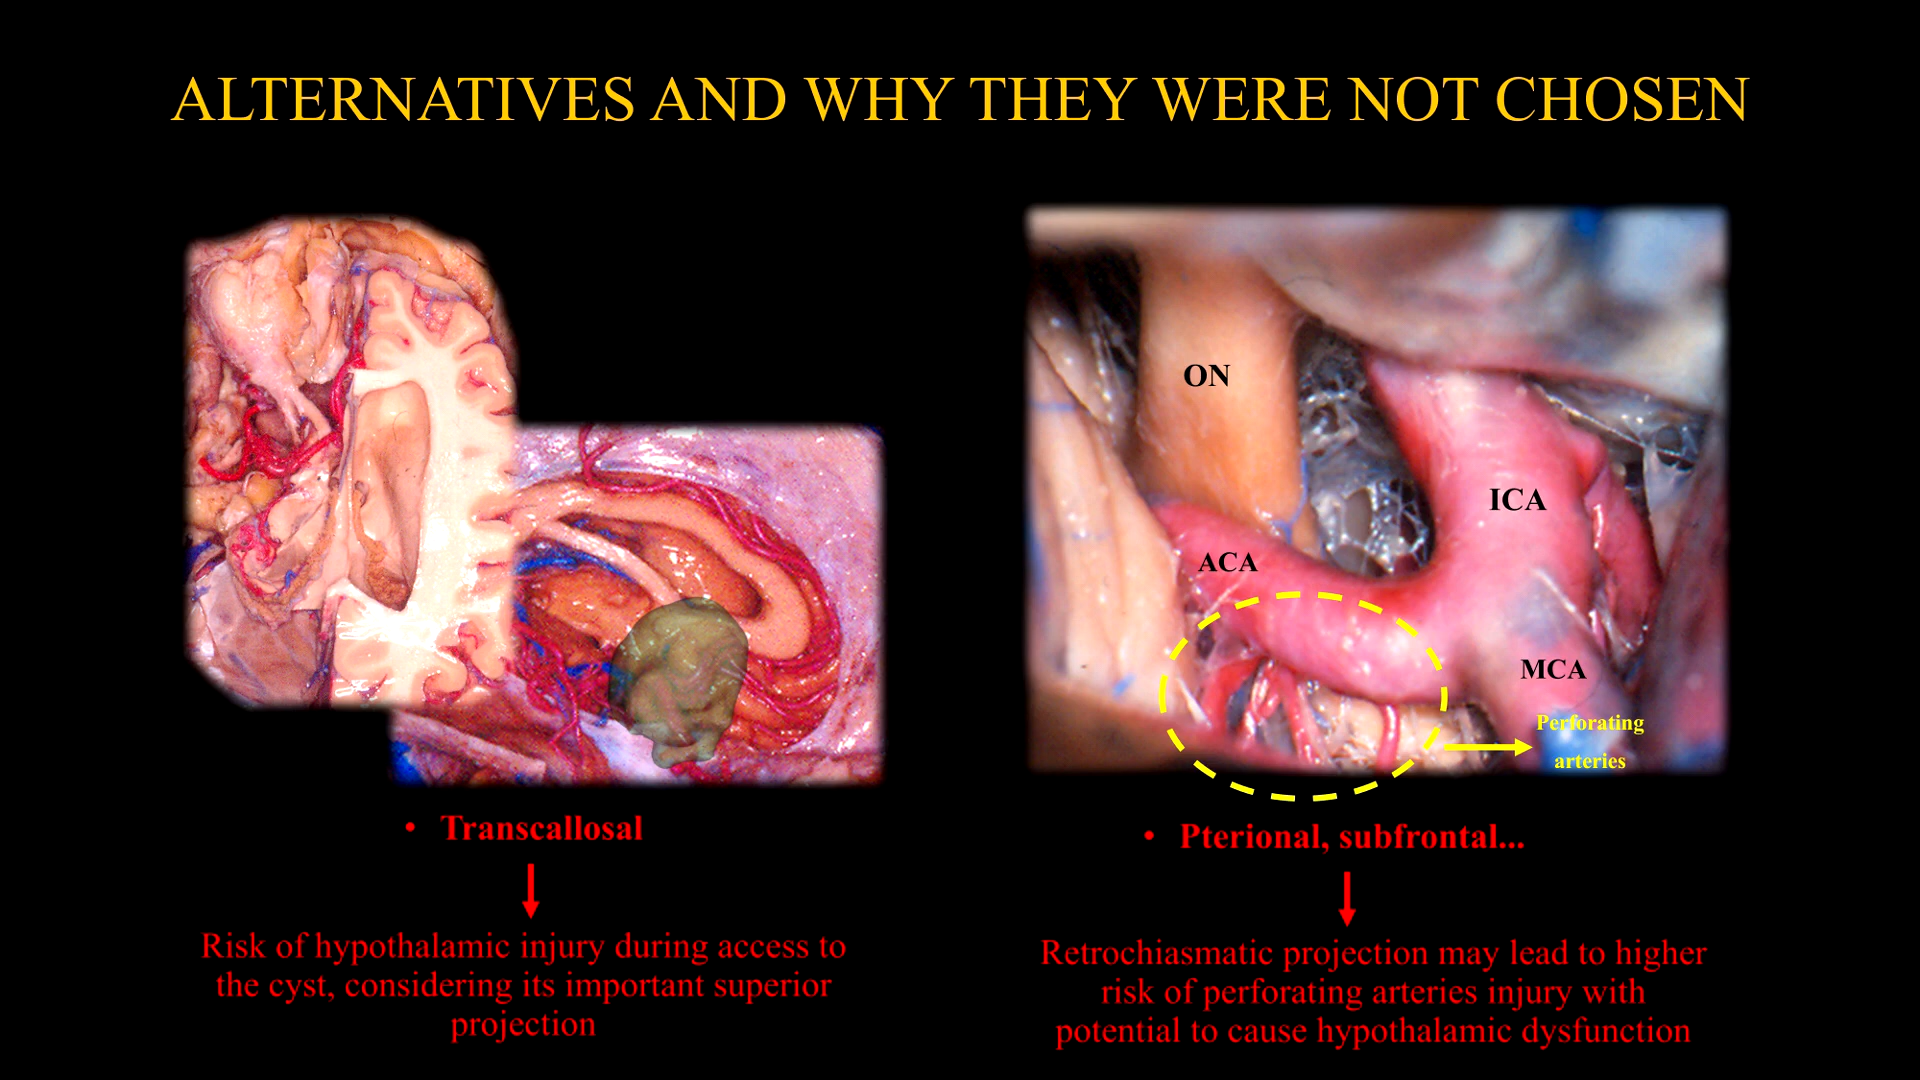 ALTERNATIVES AND WHY THEY WERE NOT CHOSEN
ON
ICA
ACA
MCA
Perforating
arteries
• Transcallosal
Risk of hypothalamic injury during access to
the cyst, considering its important superior
projection
• Pterional, subfrontal...
Retrochiasmatic projection may lead to higher
risk of perforating arteries injury with
potential to cause hypothalamic dysfunction